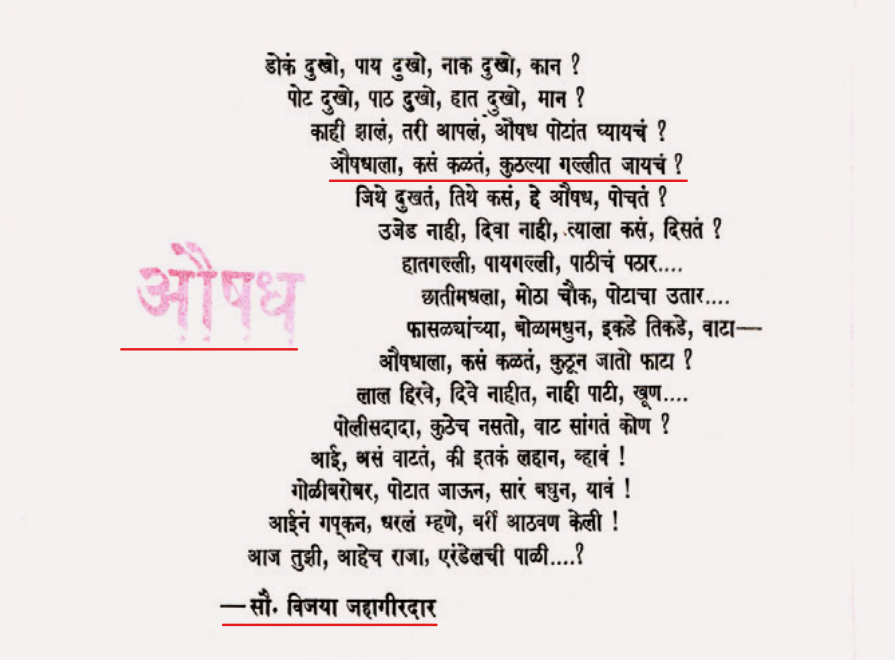 डोकं दुखो, पाय दुखो, नाक दुखो, कान ?
पोट दुखो, पाठ दुखो, हात दुखो, मान ?
काही झालं, तरी आपलं, औषध पोटांत घ्यायचं ?
औषधाला, कसं कळतं, कुठल्या गल्लीत जायचं ?
जिथे दुखतं, तिथे कसं, हे औषध, पोचतं ?
उजेड नाही, दिवा नाही, त्याला कसं, दिसतं ?
हातगल्ली, पायगल्ली, पाठीचं पठार....
छातीमधला, मोठा चौक, पोटाचा उतार....
फासळ्यांच्या, बोळामधुन, इकडे तिकडे, वाटा—
औषधाला, कसं कळतं, कुठून जातो फाटा ?
लाल हिरवे, दिवे नाहीत, नाही पाटी, खूण....
पोलीसदादा, कुठेच नसतो, वाट सांगतं कोण ?
आई, असं वाटतं, की इतकं लहान, व्हावं !
गोळीबरोबर, पोटात जाऊन, सारं बघुन, यावं !
आईनं गपकन, धरलं म्हणे, बरीं आठवण केली !
आज तुझी, आहेच राजा, एरंडेलची पाळी....?
औषध
—सौ. विजया जहागीरदार